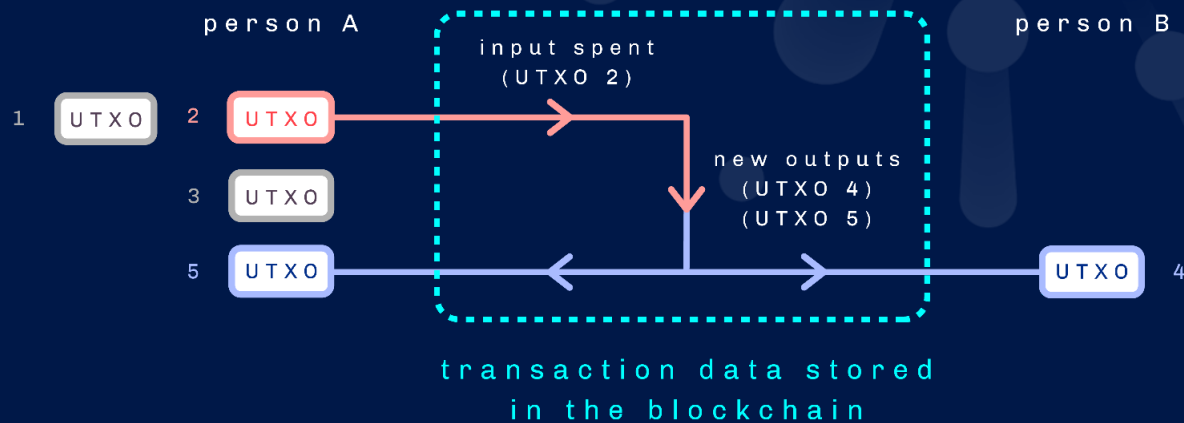 person A
person B
input spent
(UTXO 2)
1 UTXO 2 UTXO
new outputs
(UTXO 4)
(UTXO 5)
3 UTXO
5 UTXO
UTXO 4
transaction data stored
in the blockchain